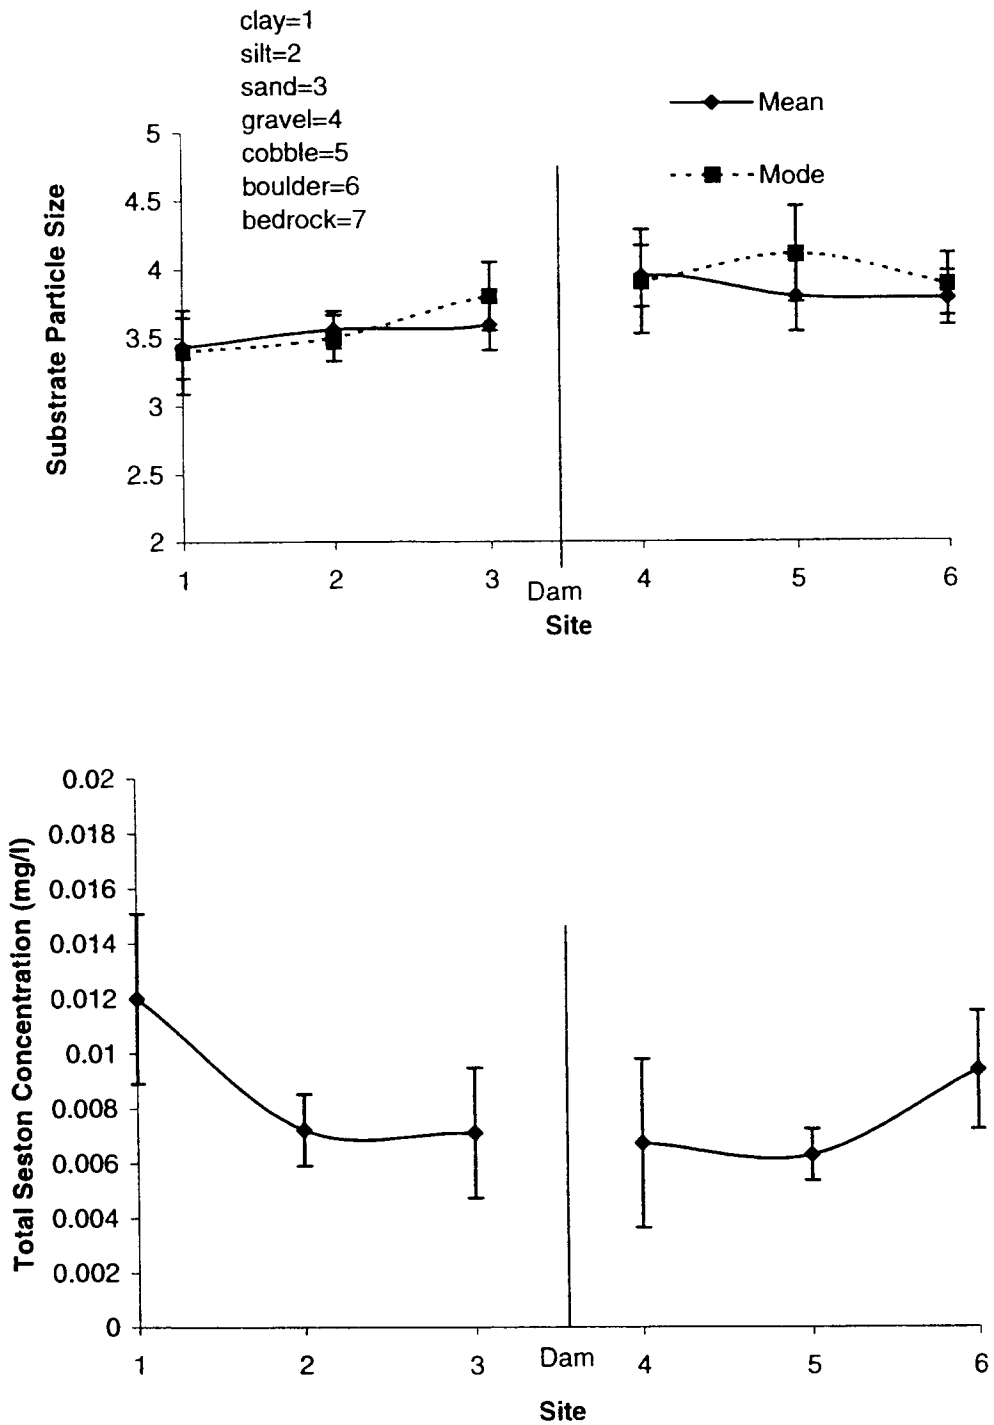 clay=1
silt=2
sand=3
gravel=4
cobble=5
boulder=6
bedrock=7
Mean
Mode
Substrate Particle Size
5
4.5
4
3.5
3
2.5
2
1
2
3
Dam
4
5
6
Site
Total Seston Concentration (mg/l)
0.02
0.018
0.016
0.014
0.012
0.01
0.008
0.006
0.004
0.002
0
1
2
3
Dam
4
5
6
Site